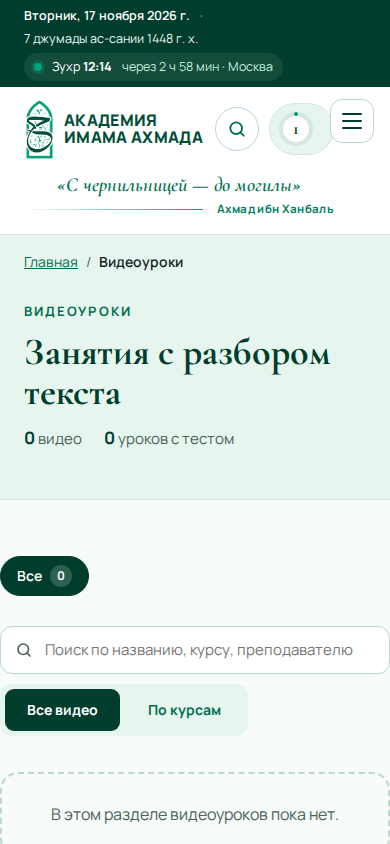 Вторник, 17 ноября 2026 г. ·
7 джумады ас-сании 1448 г. х.
Зухр 12:14 через 2 ч 58 мин · Москва
АКАДЕМИЯ
ИМАМА АХМАДА
1
«С чернильницей — до могилы»
Ахмад ибн Ханбаль
Главная / Видеоуроки
ВИДЕОУРОКИ
Занятия с разбором
текста
0 видео 0 уроков с тестом
Все 0
Поиск по названию, курсу, преподавателю
Все видео По курсам
В этом разделе видеоуроков пока нет.